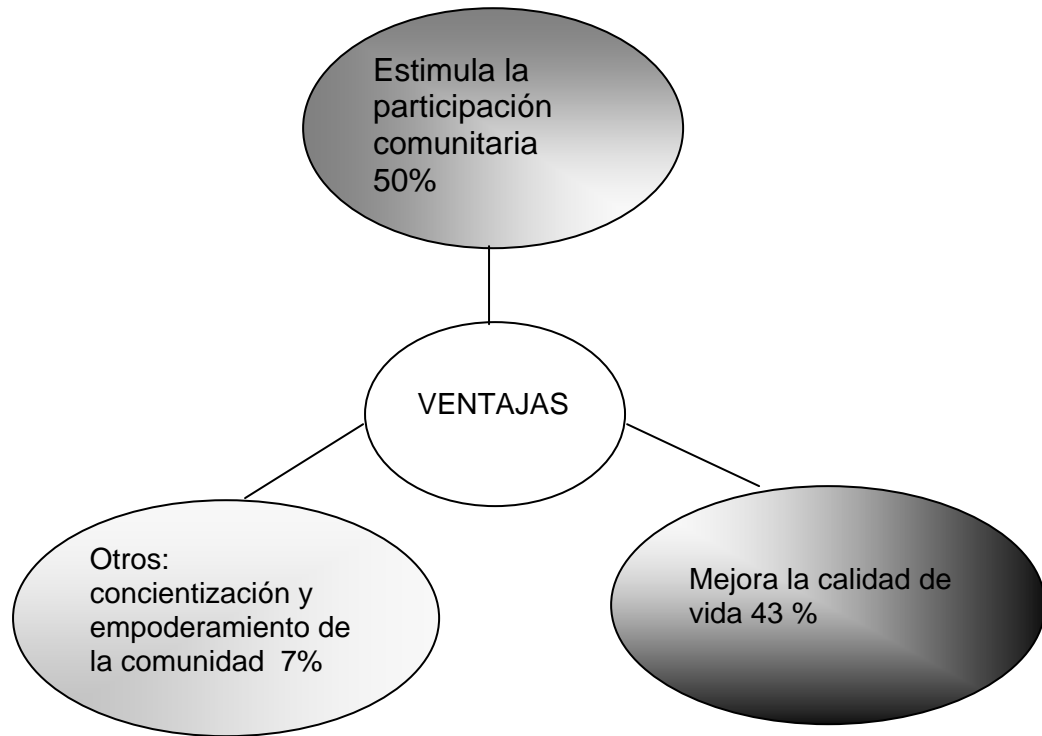 Estimula la
participación
comunitaria
50%
VENTAJAS
Otros:
concientización y
empoderamiento de
la comunidad  7%
Mejora la calidad de
vida 43 %